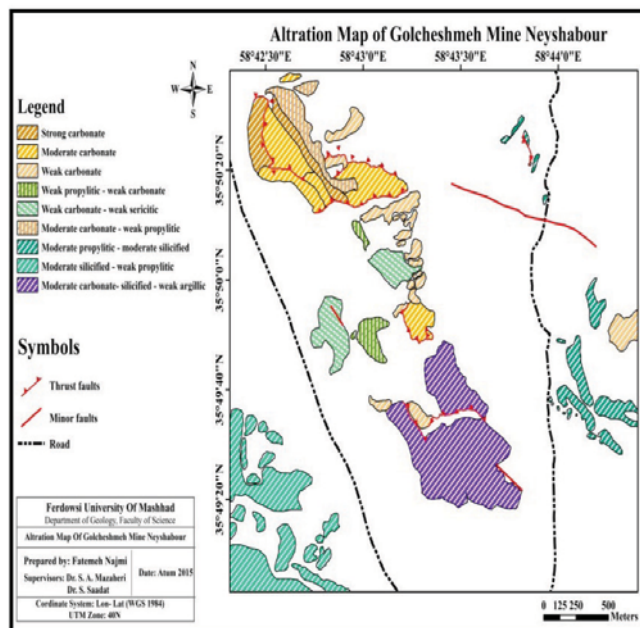 Altration Map of Golcheshmeh Mine Neyshabour
58°42'30"E 58°43'0"E 58°43'30"E 58°44'0"E
N
W E
S
Legend
Strong carbonate
Moderate carbonate
Weak carbonate
Weak propylitic - weak carbonate
Weak carbonate - weak sericitic
Moderate carbonate - weak propylitic
Moderate propylitic - moderate silicified
Moderate silicified - weak propylitic
Moderate carbonate- silicified - weak argillic
35°50'20"N
35°50'0"N
35°49'40"N
35°49'20"N
Symbols
Thrust faults
Minor faults
Road
Ferdowsi University Of Mashhad
Department of Geology, Faculty of Science
Altration Map Of Golcheshmeh Mine Neyshabour
Prepared by: Fatemeh Najmi
Supervisors: Dr. S. A. Mazaheri
Dr. S. Saadat
Date: Atum 2015
Cordinate System: Lon- Lat (WGS 1984)
UTM Zone: 40N
0 125 250 500
Meters